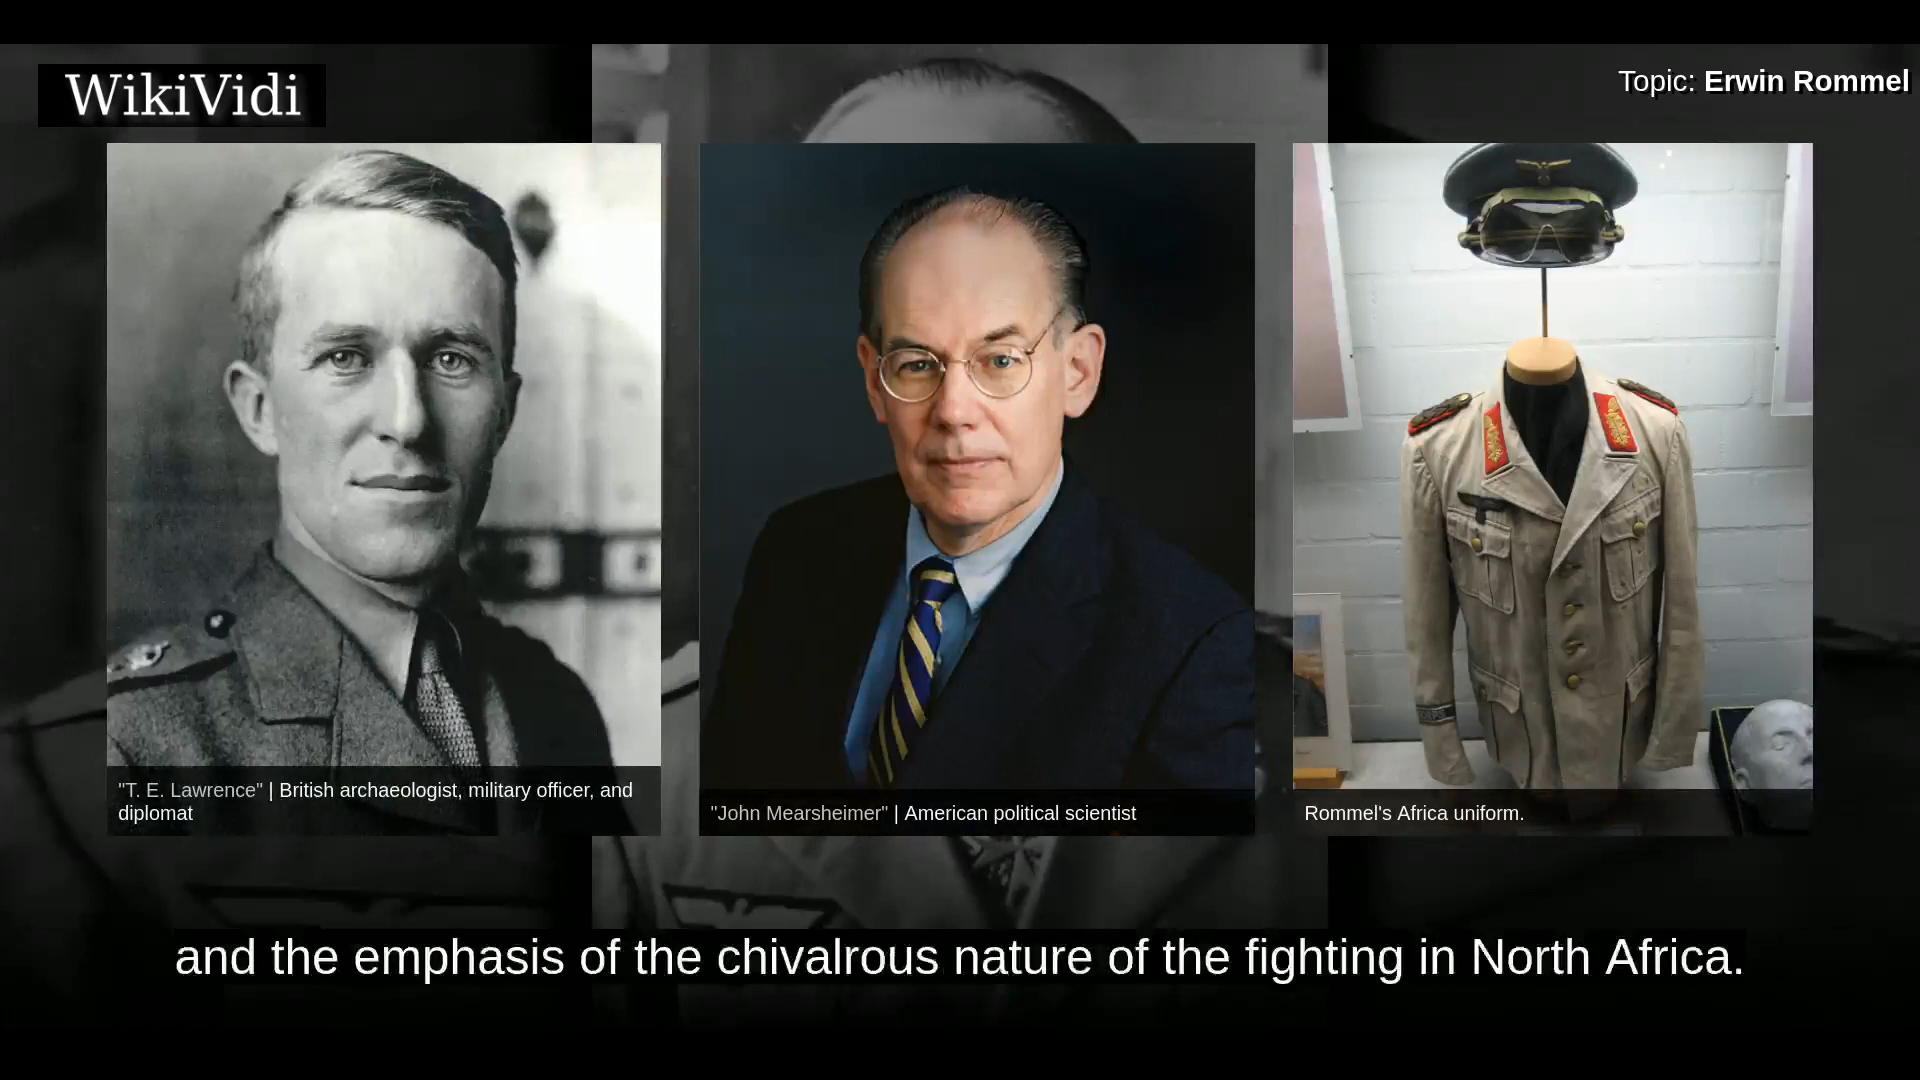 WikiVidi
Topic: Erwin Rommel
"T. E. Lawrence" | British archaeologist, military officer, and
diplomat
"John Mearsheimer" | American political scientist
Rommel's Africa uniform.
and the emphasis of the chivalrous nature of the fighting in North Africa.